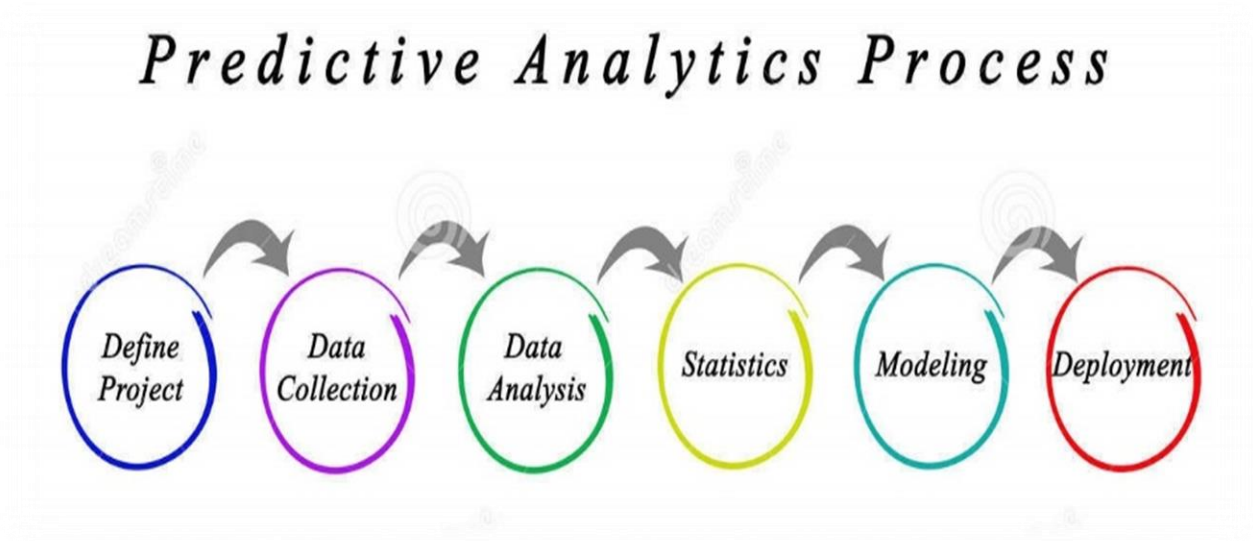 Predictive Analytics Process
Define
Project
Data
Collection
Data
Analysis
Statistics
Modeling
Deployment